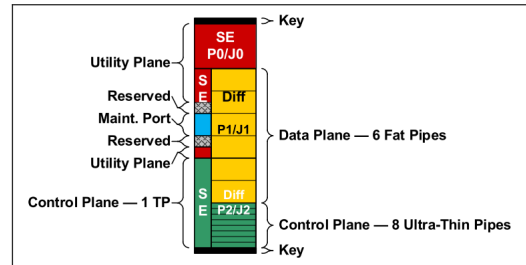 Key
SE
P0/J0
Utility Plane
S
E
Diff
Reserved
Maint. Port
P1/J1
Data Plane — 6 Fat Pipes
Reserved
Utility Plane
S
E
Diff
Control Plane — 1 TP
P2/J2
Control Plane — 8 Ultra-Thin Pipes
Key